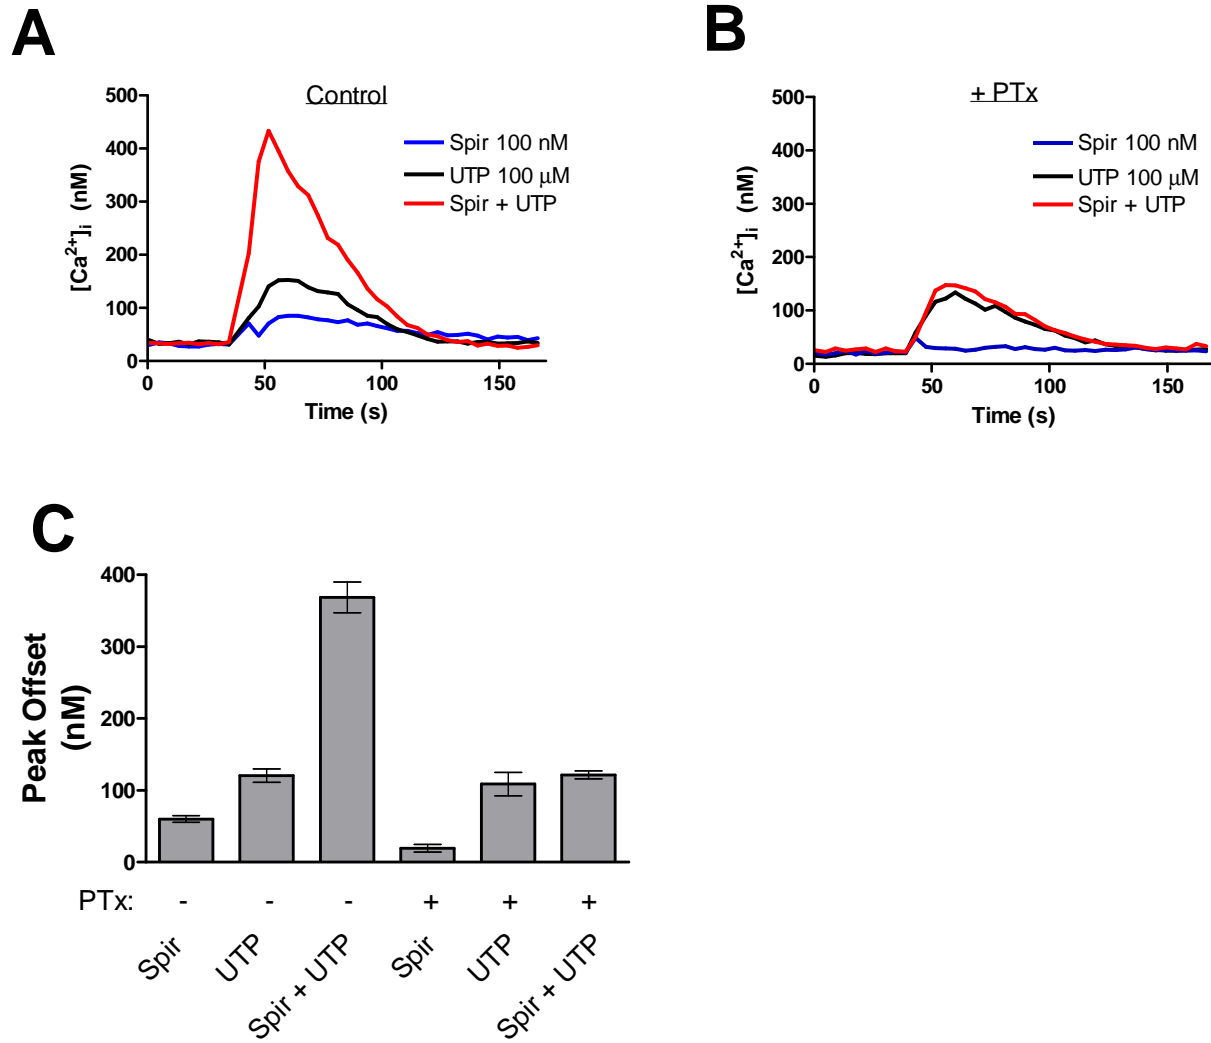 A
Control
500
400
300
200
100
0
[Ca2+]i (nM)
Spir 100 nM
UTP 100 μM
Spir + UTP
0 50 100 150
Time (s)
B
+ PTx
500
400
300
200
100
0
[Ca2+]i (nM)
Spir 100 nM
UTP 100 μM
Spir + UTP
0 50 100 150
Time (s)
C
400
300
200
100
0
Peak Offset
(nM)
PTx: - - - + + +
Spir UTP Spir + UTP Spir UTP Spir + UTP